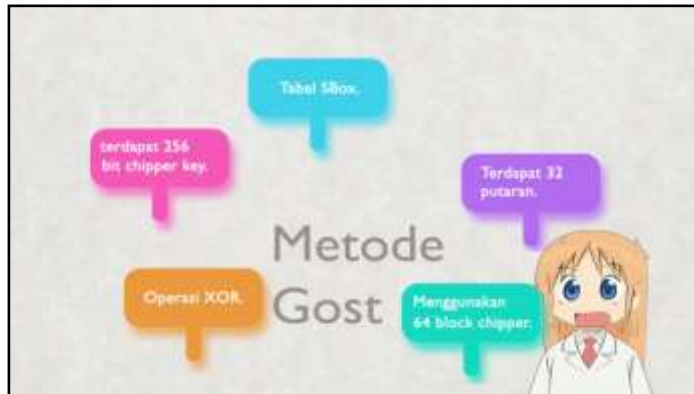 Tabel SBox.
terdapat 256
bit chipper key.
Terdapat 32
putaran.
Metode
Gost
Operasi XOR.
Menggunakan
64 block chipper.